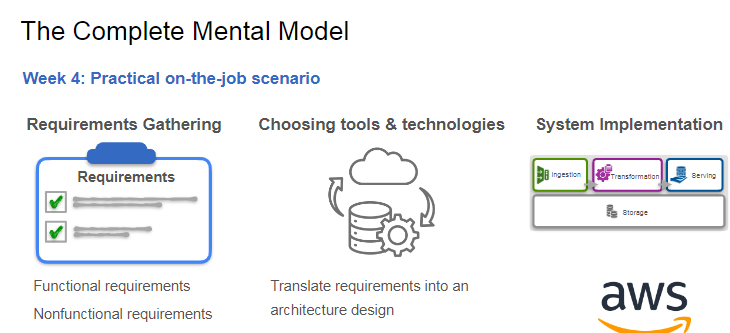 The Complete Mental Model
Week 4: Practical on-the-job scenario
Requirements Gathering
Requirements
Functional requirements
Nonfunctional requirements
Choosing tools & technologies
Translate requirements into an
architecture design
System Implementation
Ingestion
Transformation
Serving
Storage
aws